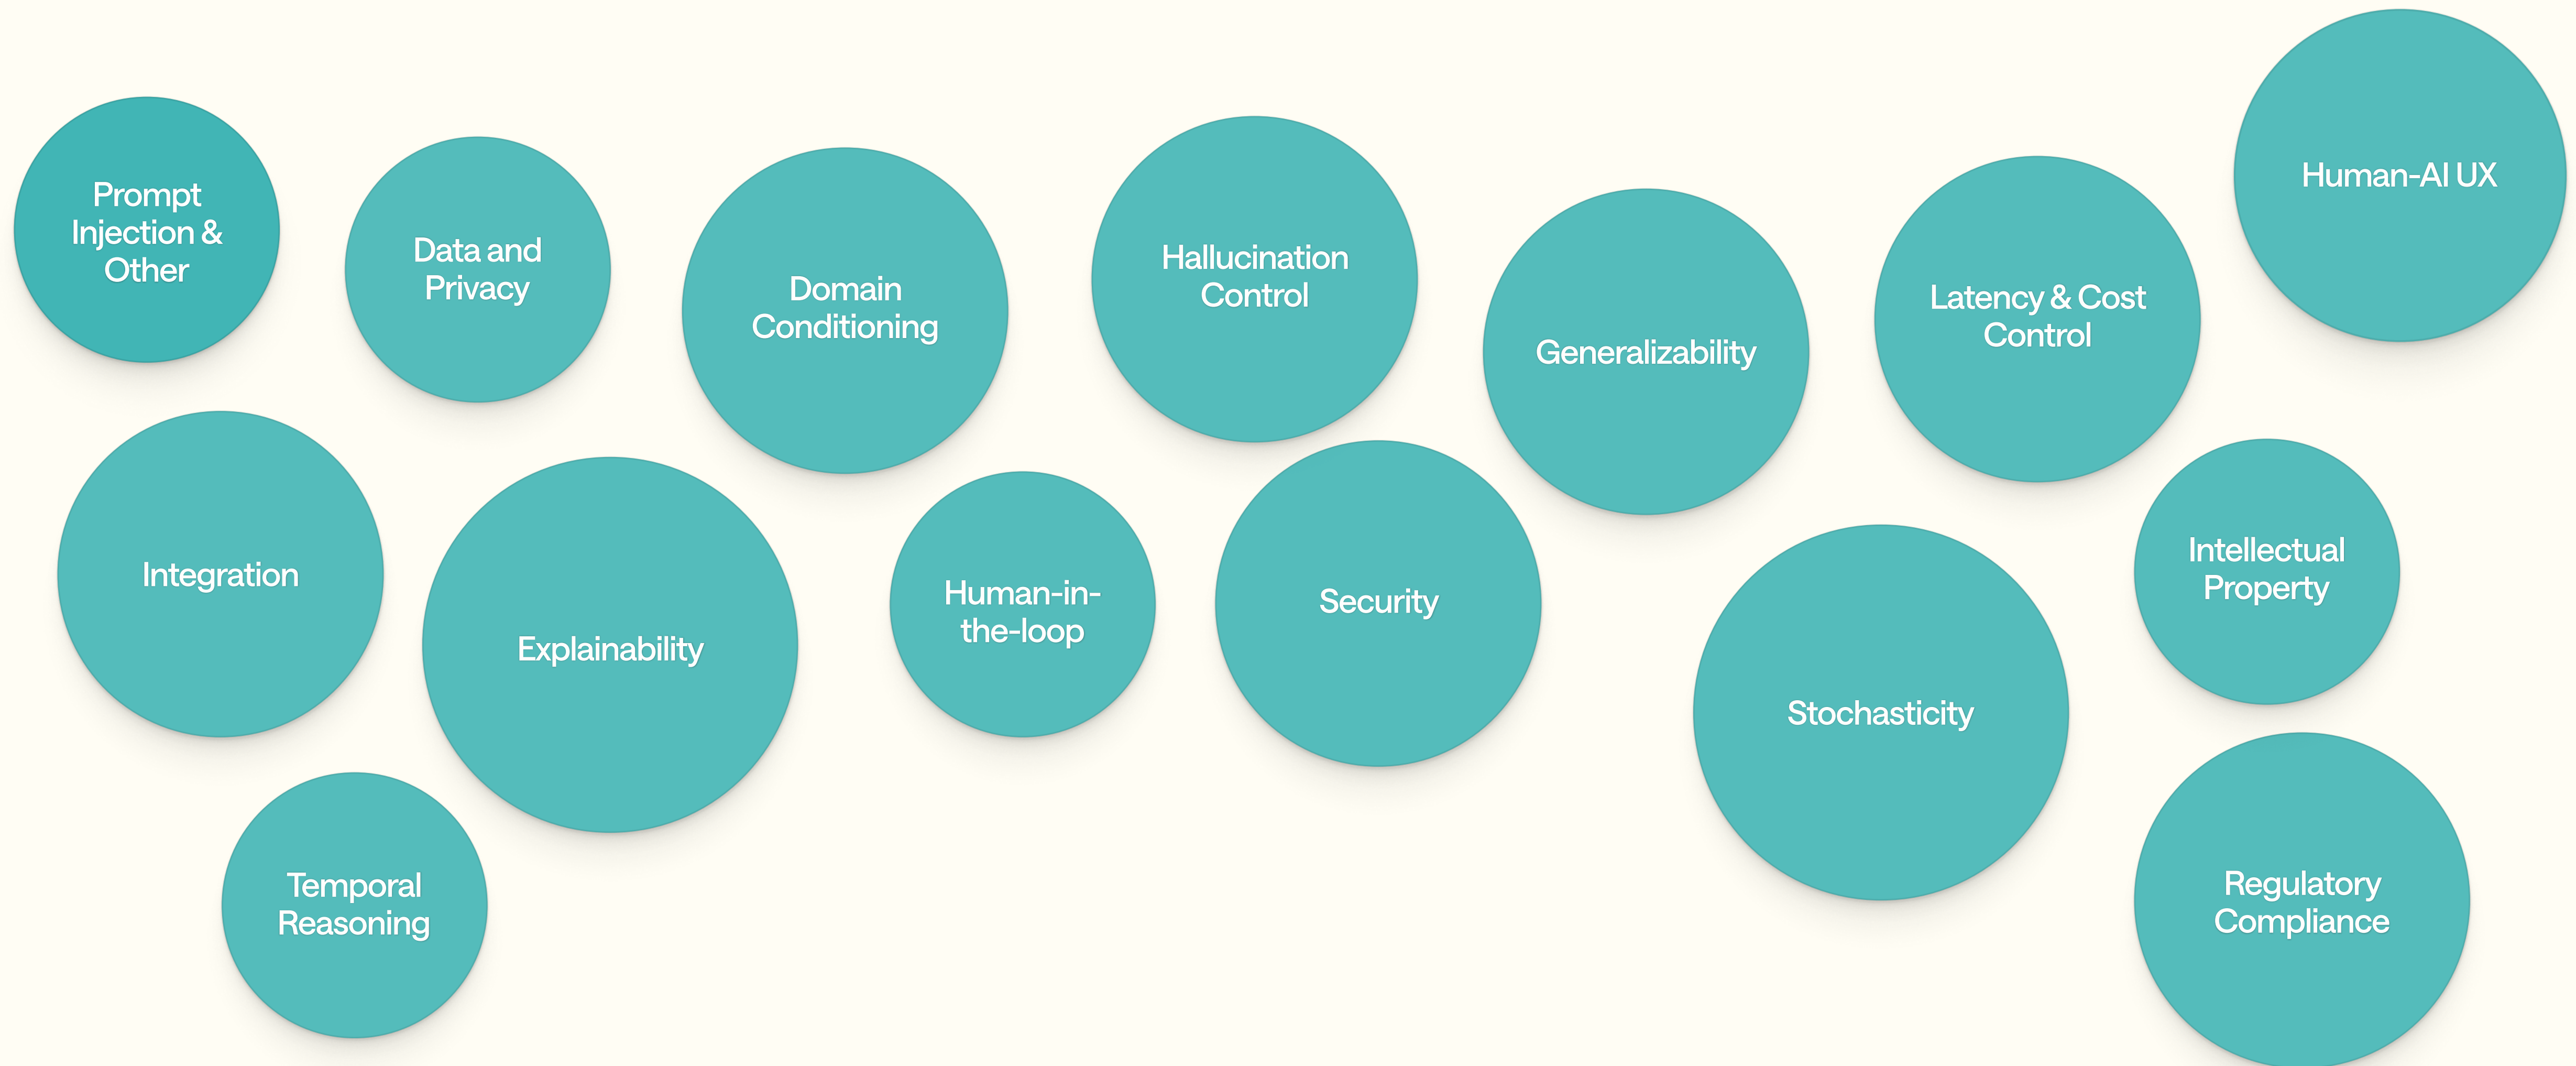 Human-AI UX
Prompt
Injection &
Other
Data and
Privacy
Domain
Conditioning
Hallucination
Control
Generalizability
Latency & Cost
Control
Integration
Explainability
Human-in-
the-loop
Security
Stochasticity
Intellectual
Property
Temporal
Reasoning
Regulatory
Compliance